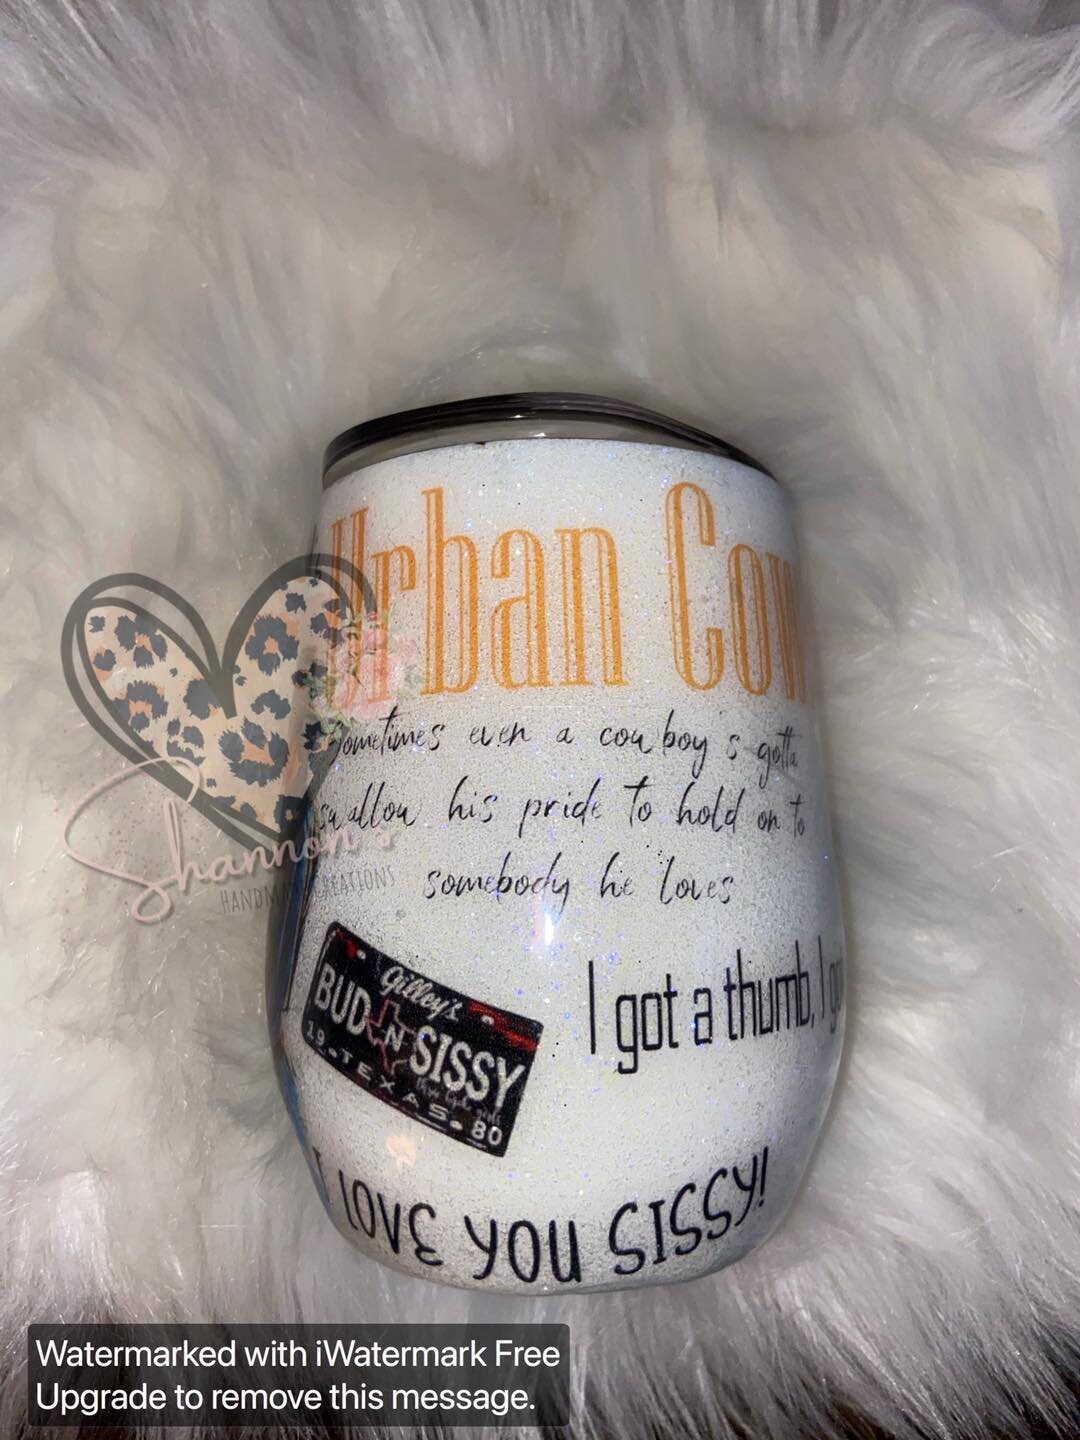 Urban Cow
Sometimes even a cowboy's gotta
swallow his pride to hold on to
somebody he loves
Shannon's
HANDMADE CREATIONS
Gilley's
BUD N SISSY
19 TEXAS 80
I got a thumb, I
I LOVE YOU SISSY!
Watermarked with iWatermark Free
Upgrade to remove this message.